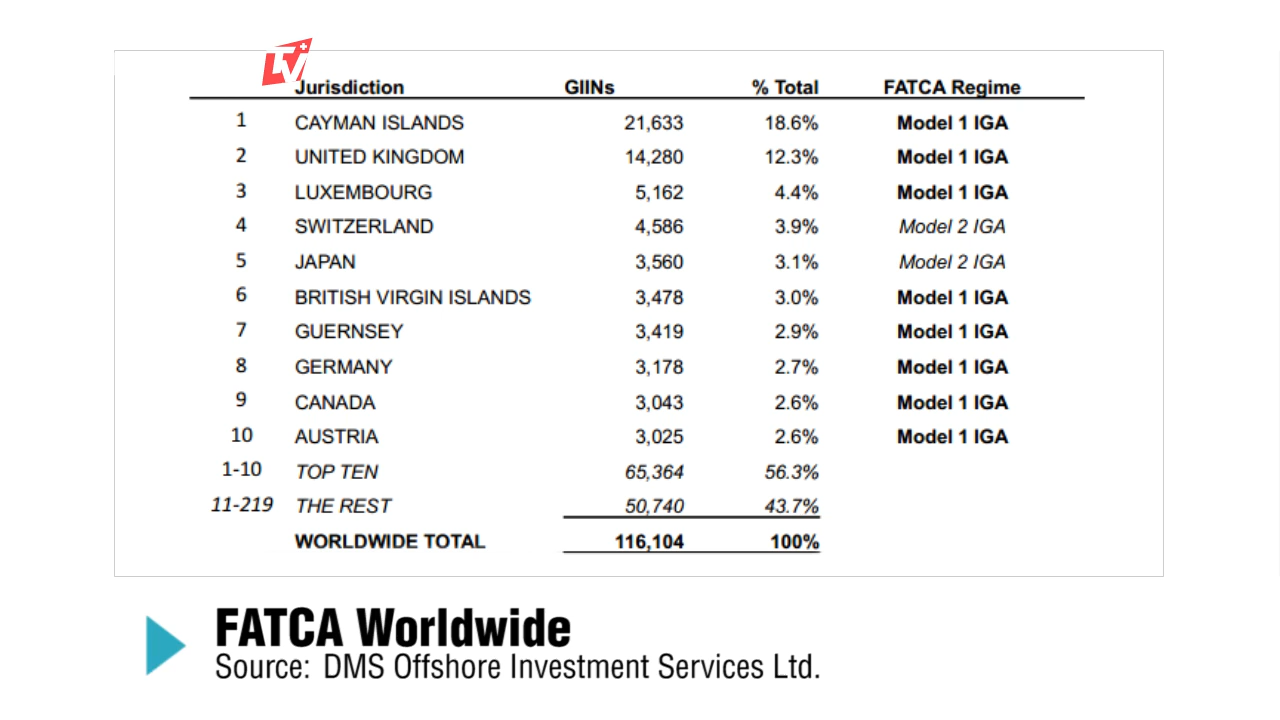 TV
Jurisdiction GIINs % Total FATCA Regime
1 CAYMAN ISLANDS 21,633 18.6% Model 1 IGA
2 UNITED KINGDOM 14,280 12.3% Model 1 IGA
3 LUXEMBOURG 5,162 4.4% Model 1 IGA
4 SWITZERLAND 4,586 3.9% Model 2 IGA
5 JAPAN 3,560 3.1% Model 2 IGA
6 BRITISH VIRGIN ISLANDS 3,478 3.0% Model 1 IGA
7 GUERNSEY 3,419 2.9% Model 1 IGA
8 GERMANY 3,178 2.7% Model 1 IGA
9 CANADA 3,043 2.6% Model 1 IGA
10 AUSTRIA 3,025 2.6% Model 1 IGA
1-10 TOP TEN 65,364 56.3%
11-219 THE REST 50,740 43.7%
WORLDWIDE TOTAL 116,104 100%
FATCA Worldwide
Source: DMS Offshore Investment Services Ltd.